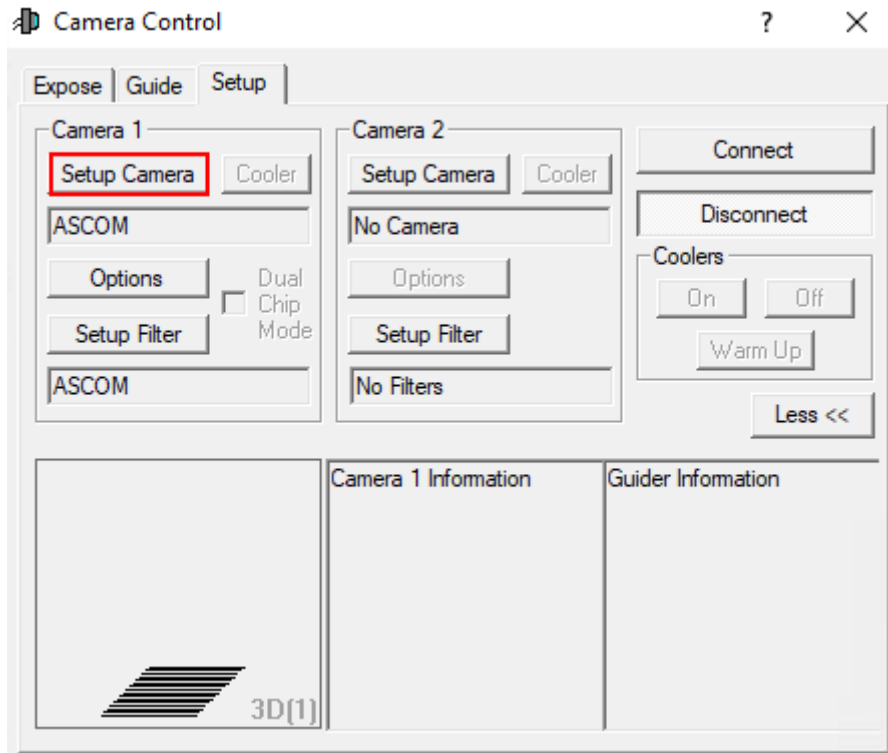 Camera Control
?
Expose Guide Setup
Camera 1
Setup Camera Cooler
ASCOM
Options
Dual
Chip
Mode
Setup Filter
ASCOM
Camera 2
Setup Camera Cooler
No Camera
Options
Setup Filter
No Filters
Connect
Disconnect
Coolers
On Off
Warm Up
Less <<
3D(1)
Camera 1 Information
Guider Information